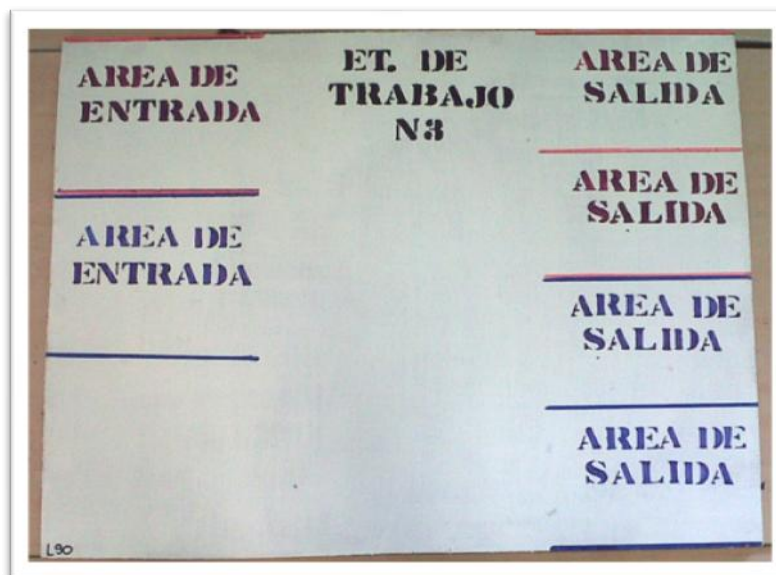 AREA DE
ENTRADA
AREA DE
ENTRADA
ET. DE
TRABAJO
N3
AREA DE
SALIDA
AREA DE
SALIDA
AREA DE
SALIDA
AREA DE
SALIDA
L90